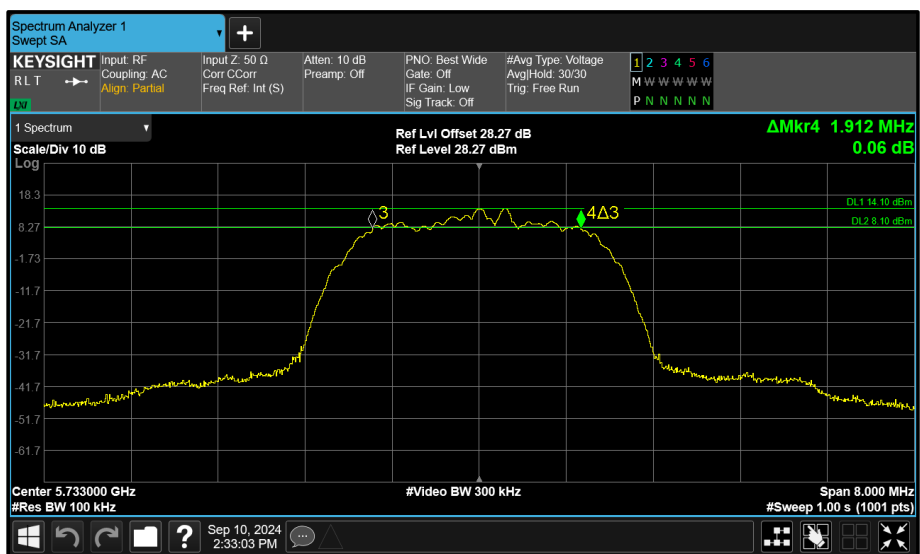 Spectrum Analyzer 1
Swept SA
+
KEYSIGHT
R L T
LXI
Input: RF
Coupling: AC
Align: Partial
Input Z: 50 Ω
Corr CCorr
Freq Ref: Int (S)
Atten: 10 dB
Preamp: Off
PNO: Best Wide
Gate: Off
IF Gain: Low
Sig Track: Off
#Avg Type: Voltage
Avg|Hold: 30/30
Trig: Free Run
1 2 3 4 5 6
M W W W W W
P N N N N N
1 Spectrum
Scale/Div 10 dB
Ref Lvl Offset 28.27 dB
Ref Level 28.27 dBm
ΔMkr4 1.912 MHz
0.06 dB
Log
18.3
8.27
-1.73
-11.7
-21.7
-31.7
-41.7
-51.7
-61.7
3
4Δ3
DL1 14.10 dBm
DL2 8.10 dBm
Center 5.733000 GHz
#Res BW 100 kHz
#Video BW 300 kHz
Span 8.000 MHz
#Sweep 1.00 s (1001 pts)
?
Sep 10, 2024
2:33:03 PM